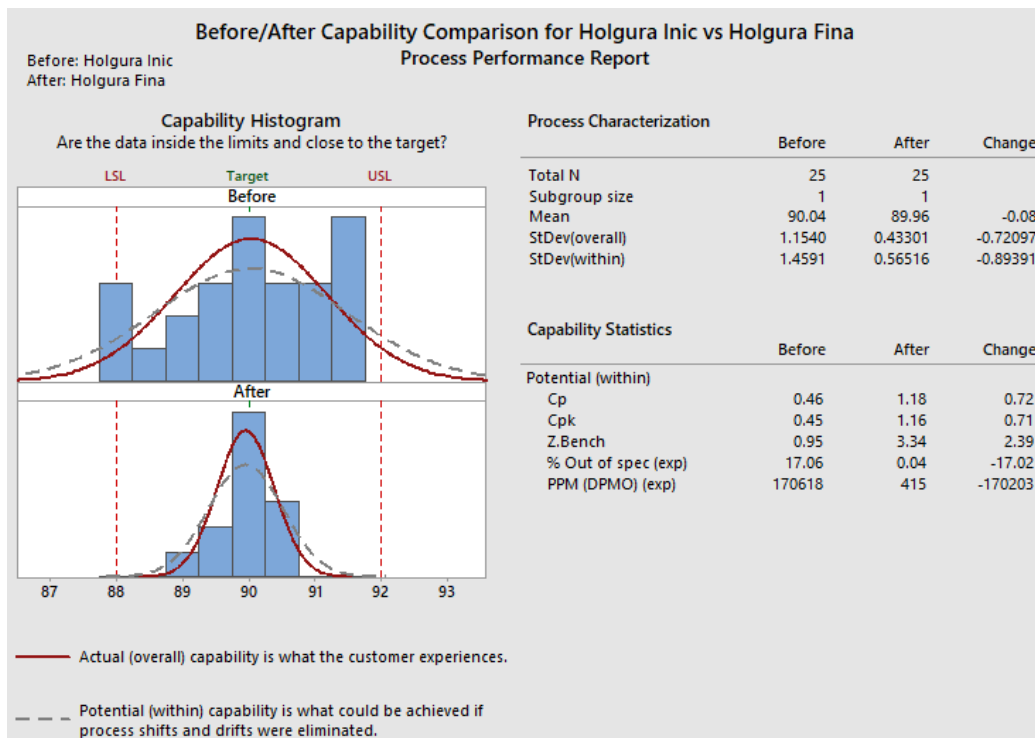 Before/After Capability Comparison for Holgura Inic vs Holgura Fina
Process Performance Report
Before: Holgura Inic
After: Holgura Fina
Capability Histogram
Are the data inside the limits and close to the target?
LSL Target USL
Before
After
87 88 89 90 91 92 93
Actual (overall) capability is what the customer experiences.
Potential (within) capability is what could be achieved if
process shifts and drifts were eliminated.
Process Characterization
Before After Change
Total N 25 25
Subgroup size 1 1
Mean 90.04 89.96 -0.08
StDev(overall) 1.1540 0.43301 -0.72097
StDev(within) 1.4591 0.56516 -0.89391
Capability Statistics
Before After Change
Potential (within)
Cp 0.46 1.18 0.72
Cpk 0.45 1.16 0.71
Z.Bench 0.95 3.34 2.39
% Out of spec (exp) 17.06 0.04 -17.02
PPM (DPMO) (exp) 170618 415 -170203